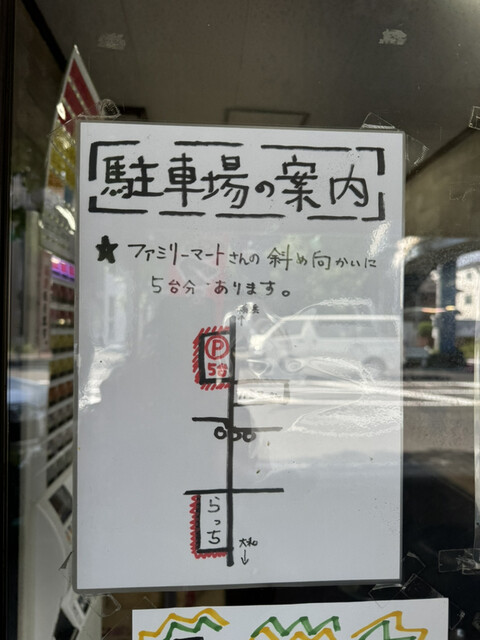 駐車場の案内
★ ファミリーマートさんの斜め向かいに
5台分あります。
↑
P
5台
らっち
大和
↓